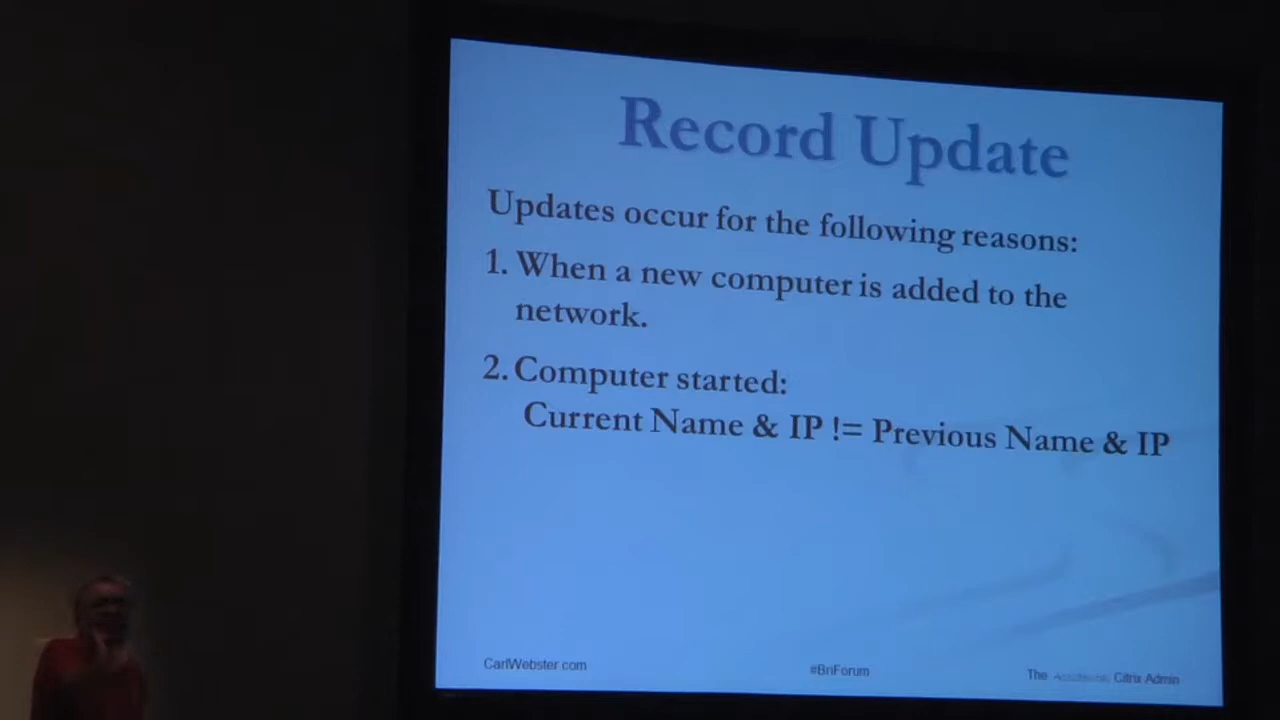 Record Update
Updates occur for the following reasons:
1. When a new computer is added to the
network.
2. Computer started:
Current Name & IP != Previous Name & IP
CarlWebster.com
#BriForum
The Citrix Admin